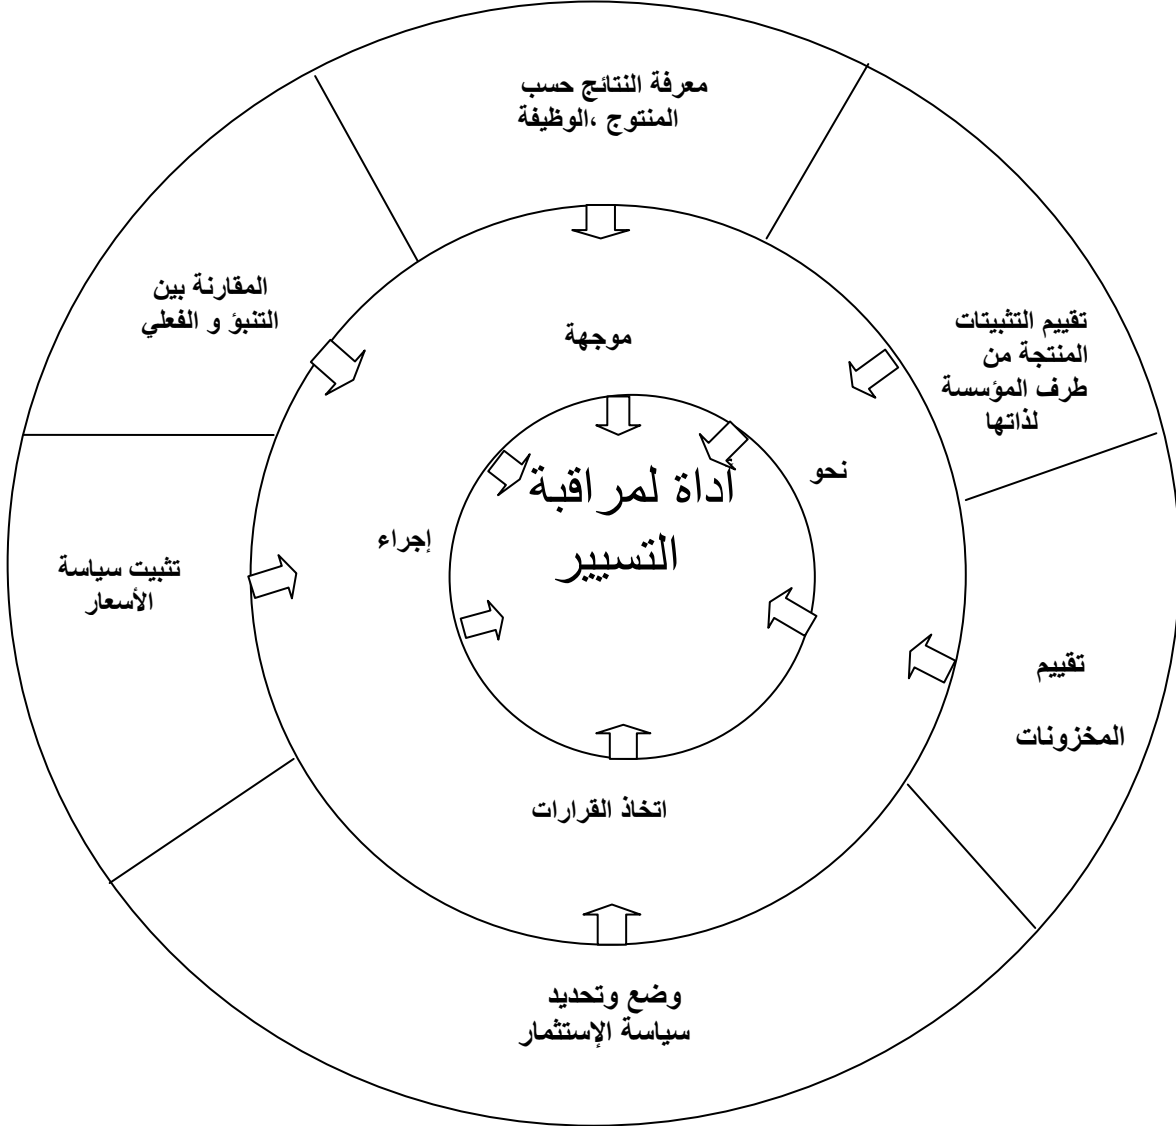 معرفة النتائج حسب
المنتوج ،الوظيفة
المقارنة بين
التنبؤ و الفعلي
تقييم التثبيتات
المنتجة من
طرف المؤسسة
لذاتها
موجهة
نحو
أداة لمراقبة
التسيير
إجراء
تثبيت سياسة
الأسعار
تقييم
المخزونات
اتخاذ القرارات
وضع وتحديد
سياسة الإستثمار